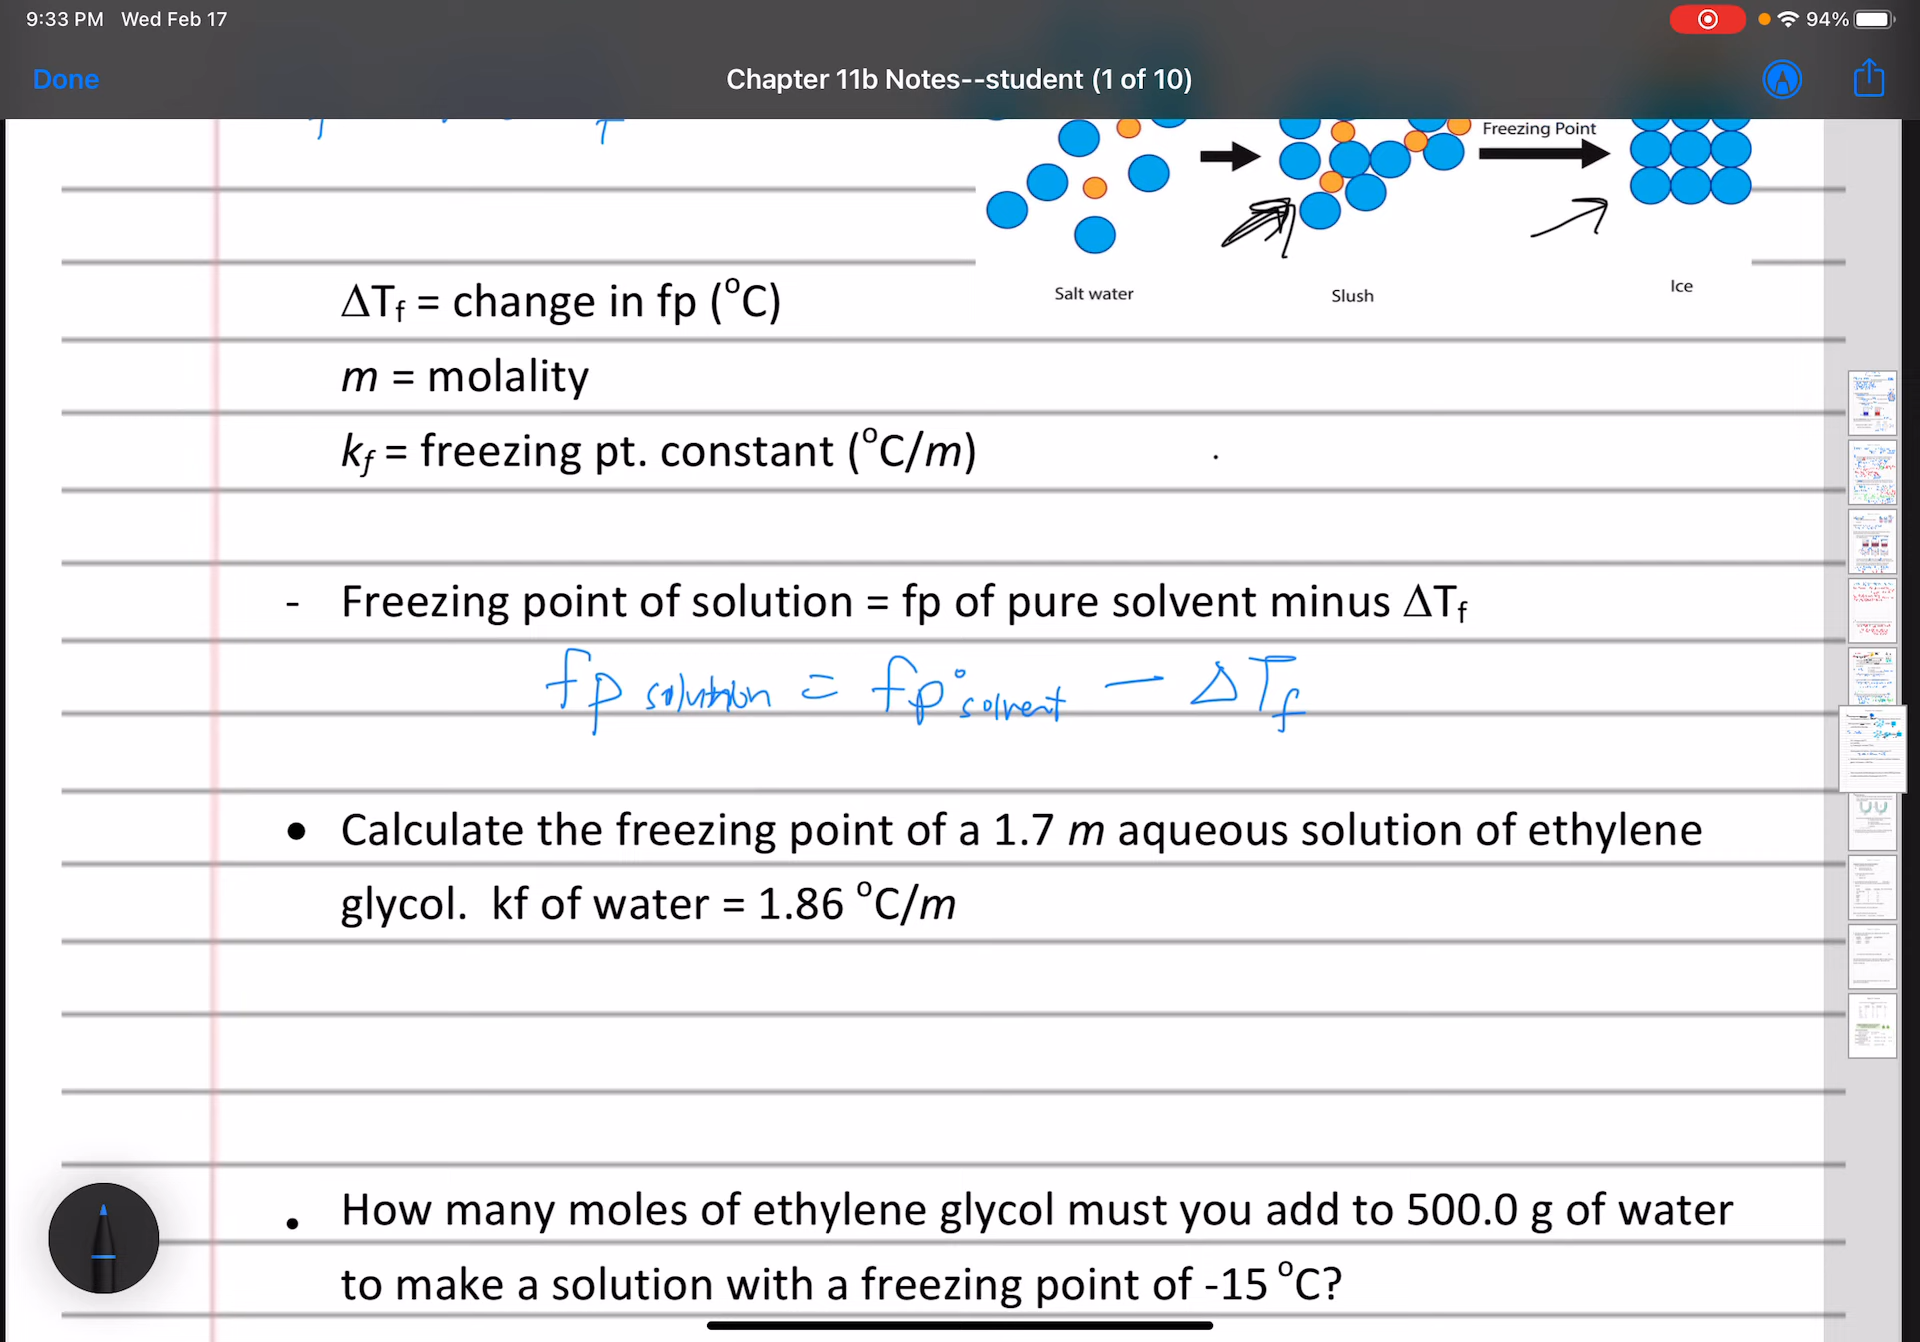 9:33 PM Wed Feb 17
94%
Done
Chapter 11b Notes--student (1 of 10)
Freezing Point
Salt water
Slush
Ice
ΔTf = change in fp (°C)
m = molality
kf = freezing pt. constant (°C/m)
- Freezing point of solution = fp of pure solvent minus ΔTf
fp solution = fp° solvent − ΔTf
• Calculate the freezing point of a 1.7 m aqueous solution of ethylene
glycol. kf of water = 1.86 °C/m
• How many moles of ethylene glycol must you add to 500.0 g of water
to make a solution with a freezing point of -15 °C?